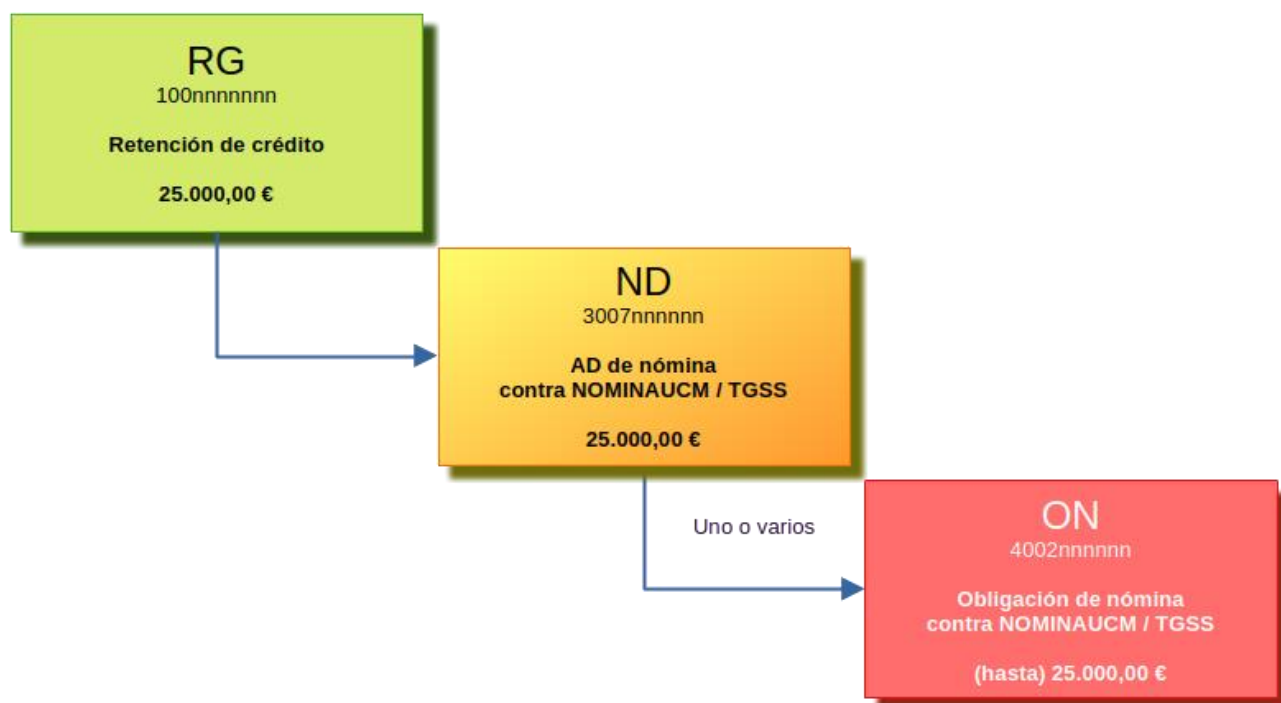 RG
100nnnnnnn
Retención de crédito
25.000,00 €
ND
3007nnnnnn
AD de nómina
contra NOMINAUCM / TGSS
25.000,00 €
Uno o varios
ON
4002nnnnnn
Obligación de nómina
contra NOMINAUCM / TGSS
(hasta) 25.000,00 €